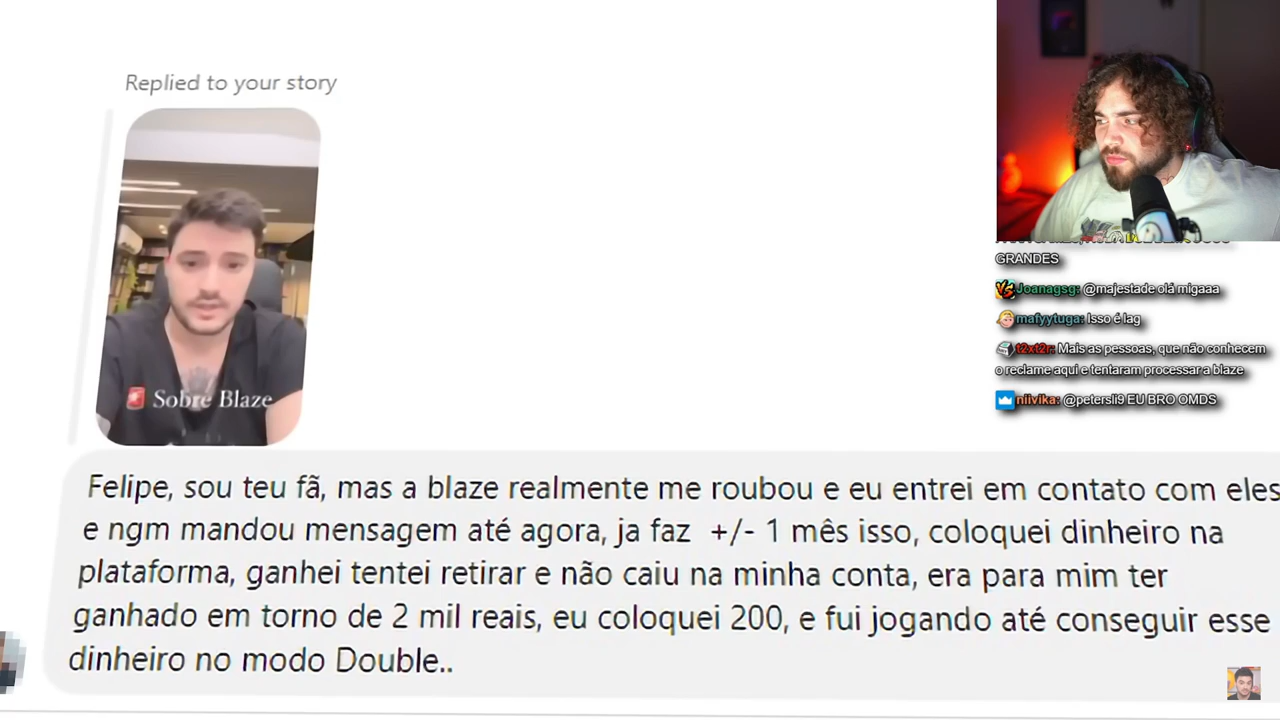 Replied to your story
Sobre Blaze
Felipe, sou teu fã, mas a blaze realmente me roubou e eu entrei em contato com eles
e ngm mandou mensagem até agora, ja faz +/- 1 mês isso, coloquei dinheiro na
plataforma, ganhei tentei retirar e não caiu na minha conta, era para mim ter
ganhado em torno de 2 mil reais, eu coloquei 200, e fui jogando até conseguir esse
dinheiro no modo Double..
GRANDES
Joanagsg: @majestade olá migaaa
mafyytuga: Isso é lag
t2xt2r: Mais as pessoas, que não conhecem
o reclame aqui e tentaram processar a blaze
niivika: @petersli9 EU BRO OMDS